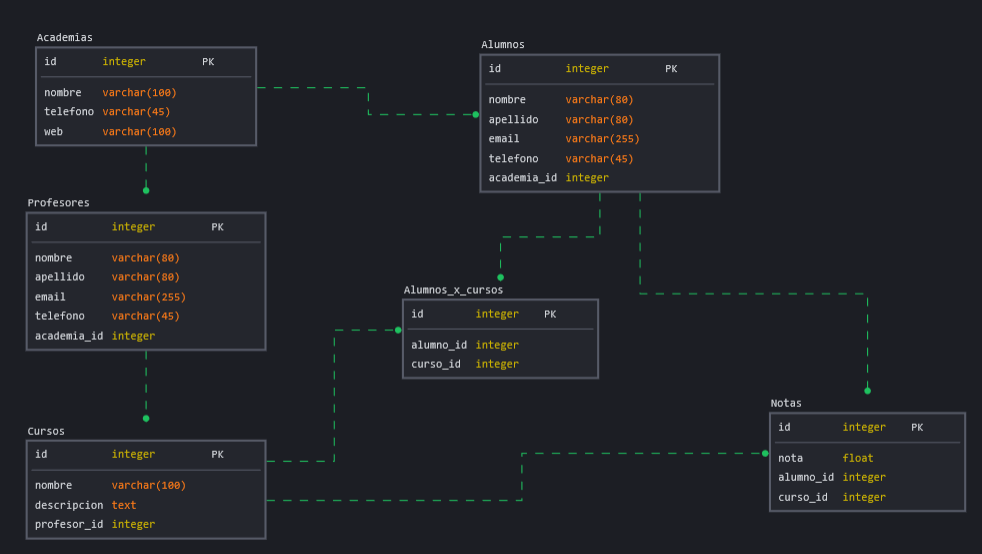 Academias
id integer PK
nombre varchar(100)
telefono varchar(45)
web varchar(100)
Alumnos
id integer PK
nombre varchar(80)
apellido varchar(80)
email varchar(255)
telefono varchar(45)
academia_id integer
Profesores
id integer PK
nombre varchar(80)
apellido varchar(80)
email varchar(255)
telefono varchar(45)
academia_id integer
Alumnos_x_cursos
id integer PK
alumno_id integer
curso_id integer
Cursos
id integer PK
nombre varchar(100)
descripcion text
profesor_id integer
Notas
id integer PK
nota float
alumno_id integer
curso_id integer